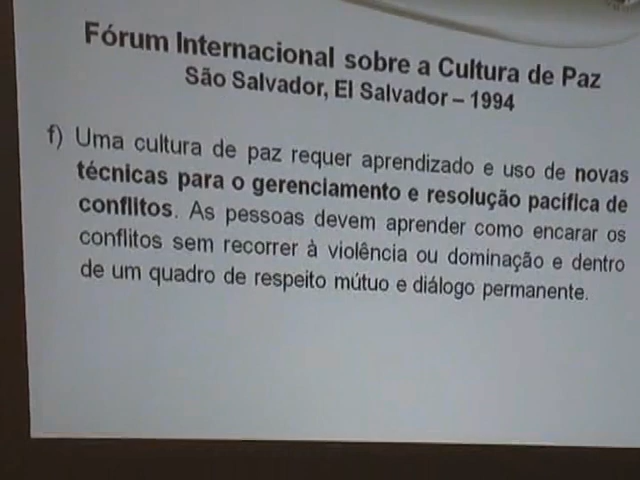 Fórum Internacional sobre a Cultura de Paz
São Salvador, El Salvador – 1994
f) Uma cultura de paz requer aprendizado e uso de novas
técnicas para o gerenciamento e resolução pacifica de
conflitos. As pessoas devem aprender como encarar os
conflitos sem recorrer à violência ou dominação e dentro
de um quadro de respeito mútuo e diálogo permanente.